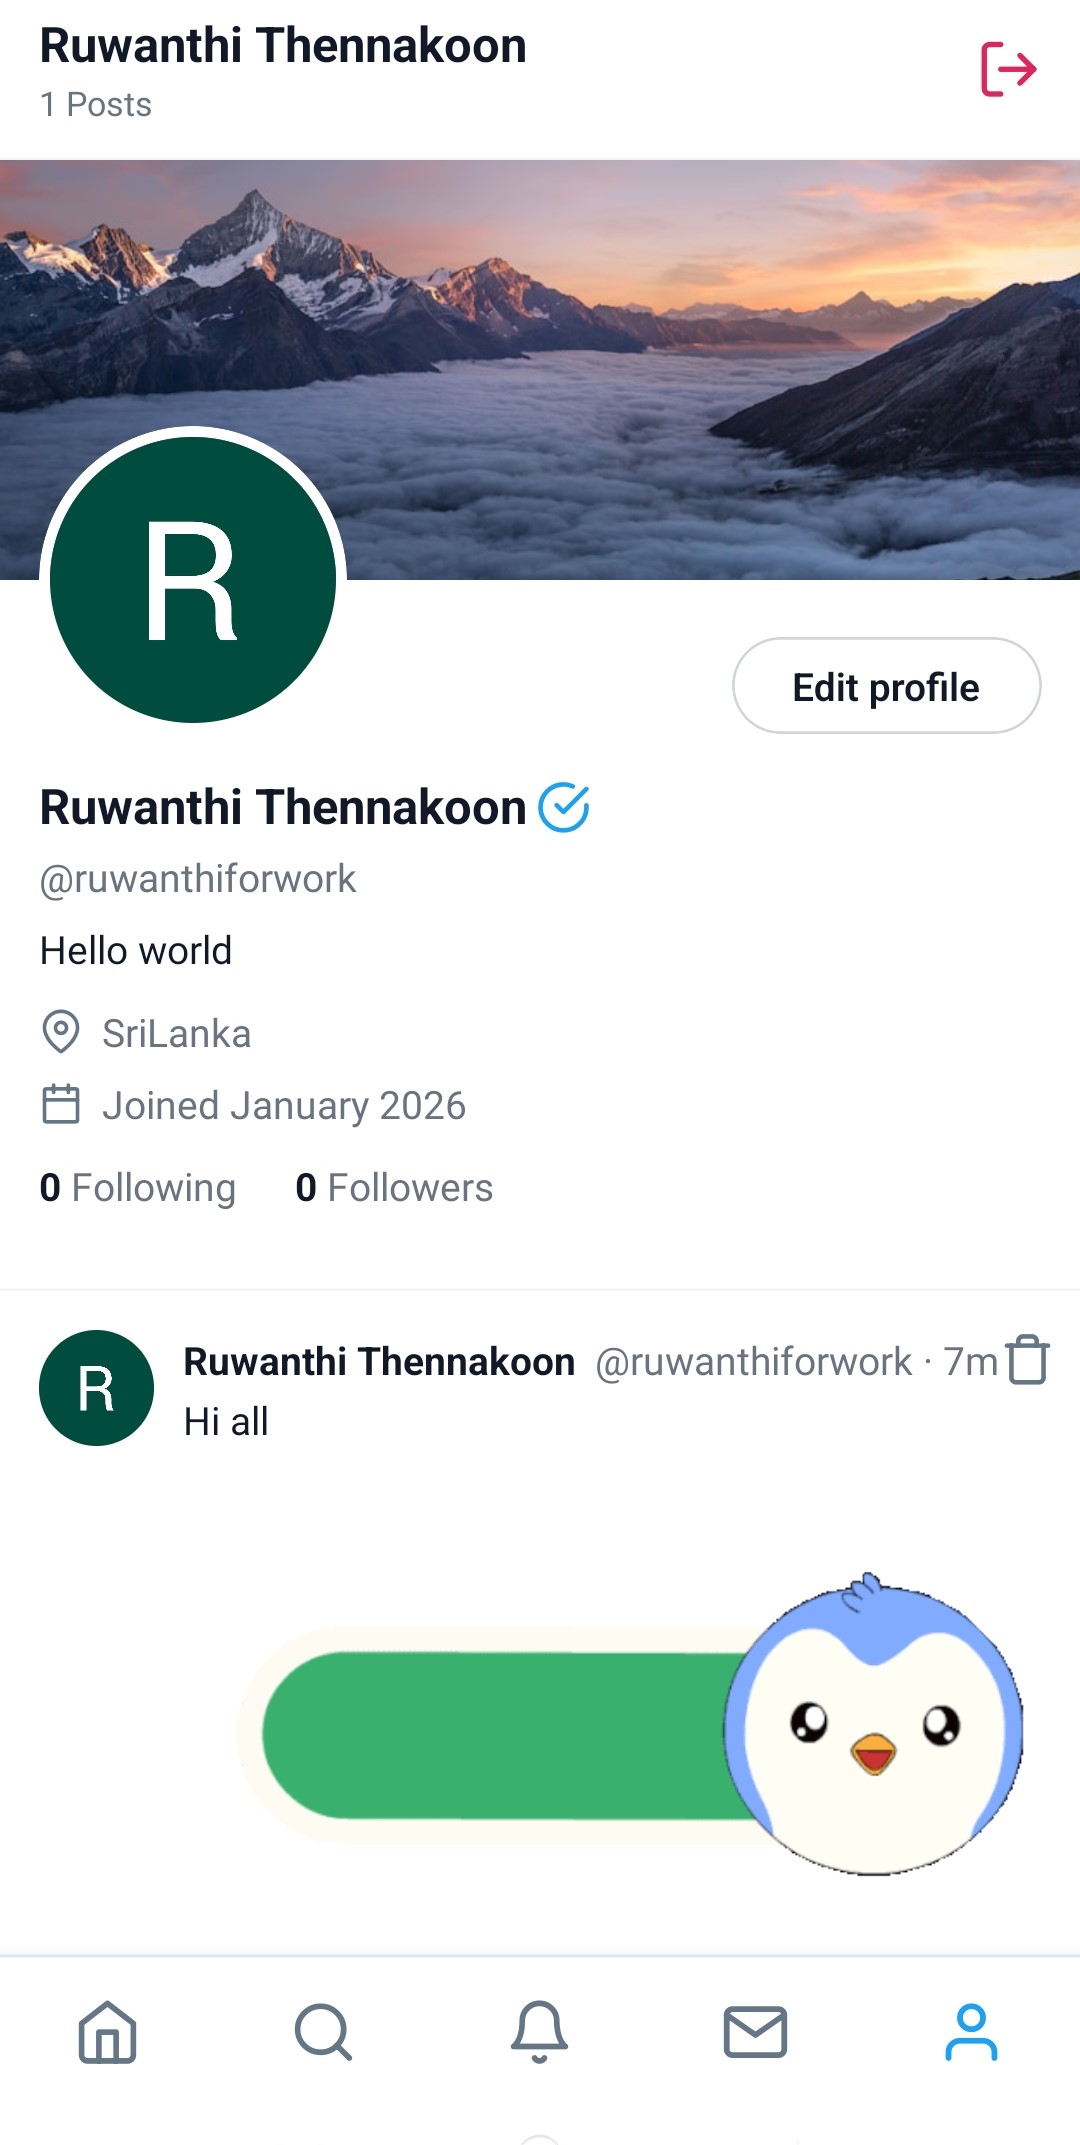 Ruwanthi Thennakoon
1 Posts
R
Edit profile
Ruwanthi Thennakoon
@ruwanthiforwork
Hello world
SriLanka
Joined January 2026
0 Following 0 Followers
R
Ruwanthi Thennakoon @ruwanthiforwork · 7m
Hi all